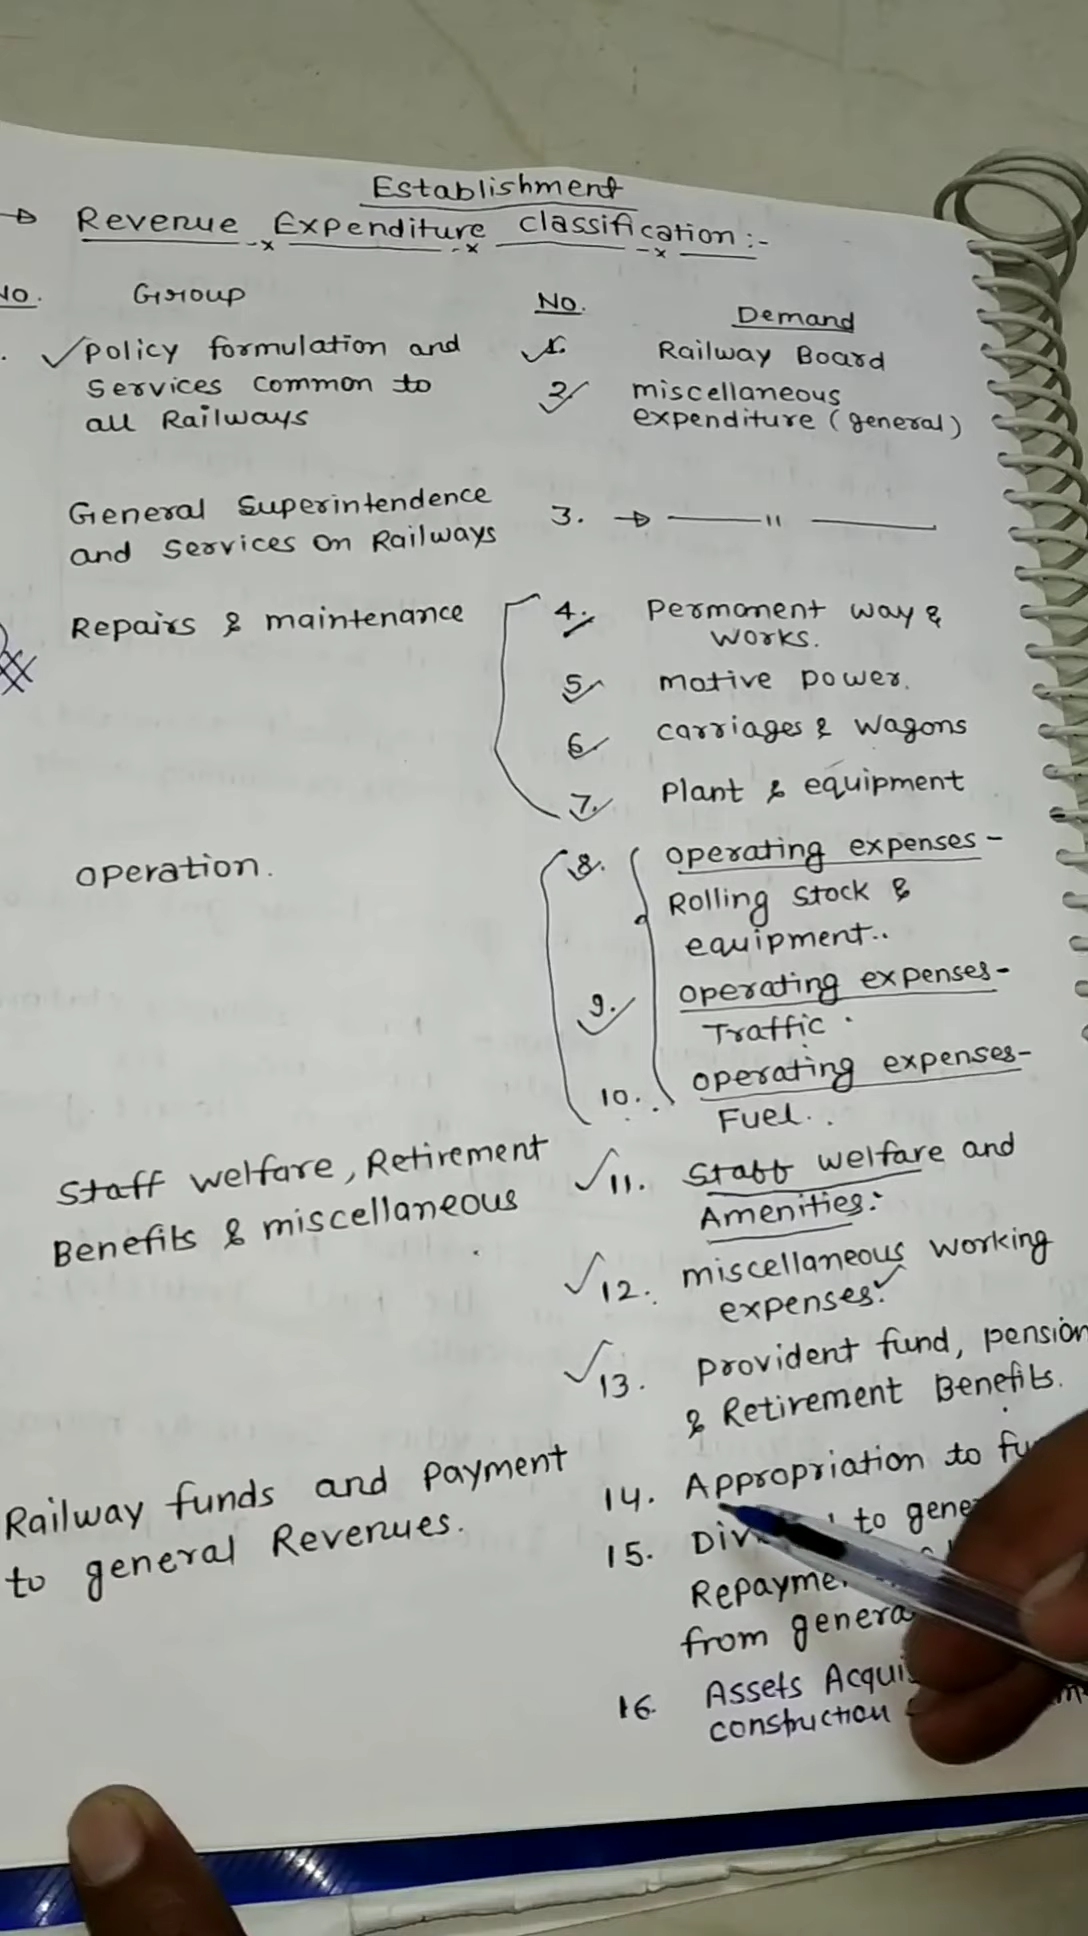 Establishment
Revenue Expenditure classification:-
No. Group No. Demand
policy formulation and 1. Railway Board
Services common to 2. miscellaneous
all Railways expenditure (general)
General Superintendence 3. → —— " ——
and Services on Railways
Repairs & maintenance 4. Permanent way &
works.
5. motive power.
6. carriages & wagons
7. Plant & equipment
operation. 8. operating expenses -
Rolling Stock &
equipment..
9. operating expenses-
Traffic.
10. operating expenses-
Fuel..
Staff welfare, Retirement 11. Staff welfare and
Benefits & miscellaneous Amenities:
12. miscellaneous working
expenses.
13. provident fund, pension
& Retirement Benefits.
Railway funds and payment 14. Appropriation to
to general Revenues. 15. to
from
16. Assets
construction